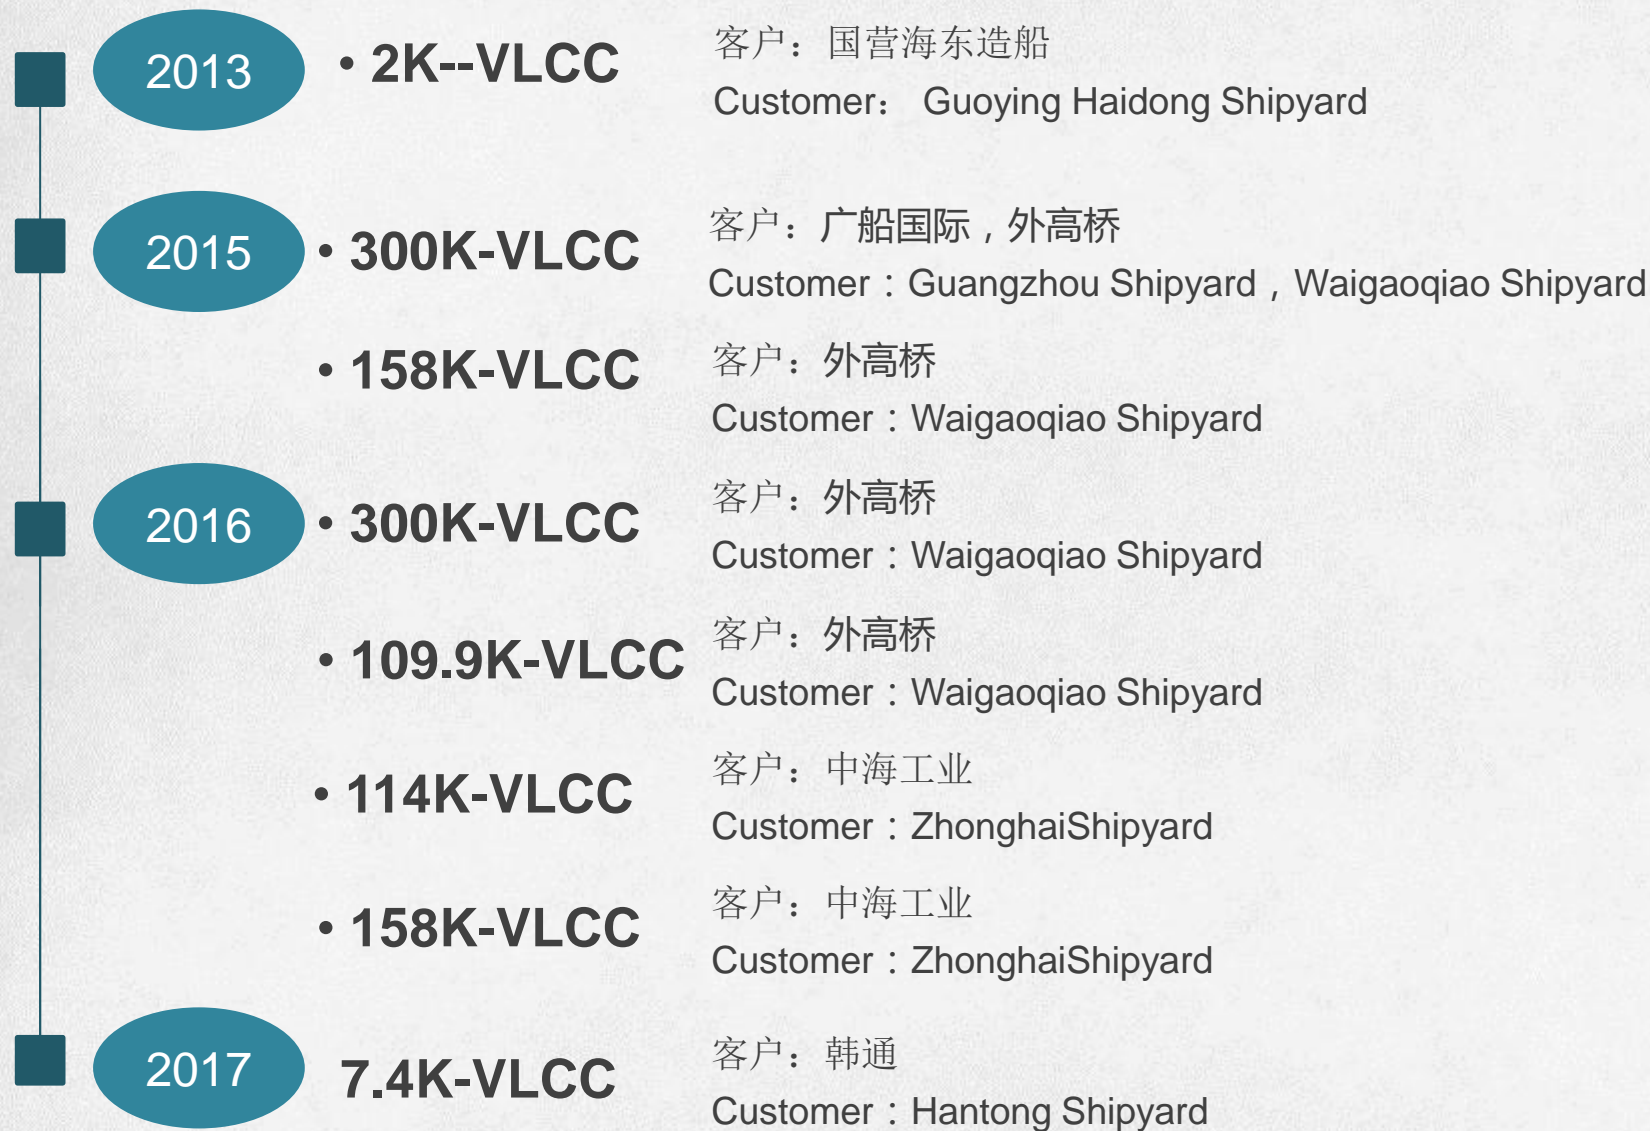 2013
• 2K--VLCC
客户：国营海东造船
Customer： Guoying Haidong Shipyard
2015
• 300K-VLCC
客户：广船国际，外高桥
Customer：Guangzhou Shipyard，Waigaoqiao Shipyard
• 158K-VLCC
客户：外高桥
Customer：Waigaoqiao Shipyard
2016
• 300K-VLCC
客户：外高桥
Customer：Waigaoqiao Shipyard
• 109.9K-VLCC
客户：外高桥
Customer：Waigaoqiao Shipyard
• 114K-VLCC
客户：中海工业
Customer：ZhonghaiShipyard
• 158K-VLCC
客户：中海工业
Customer：ZhonghaiShipyard
2017
7.4K-VLCC
客户：韩通
Customer：Hantong Shipyard